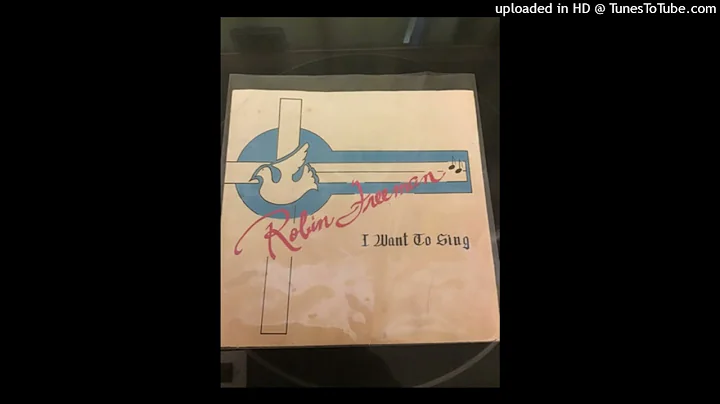 uploaded in HD @ TunesToTube.com
Robin Freeman
I Want To Sing